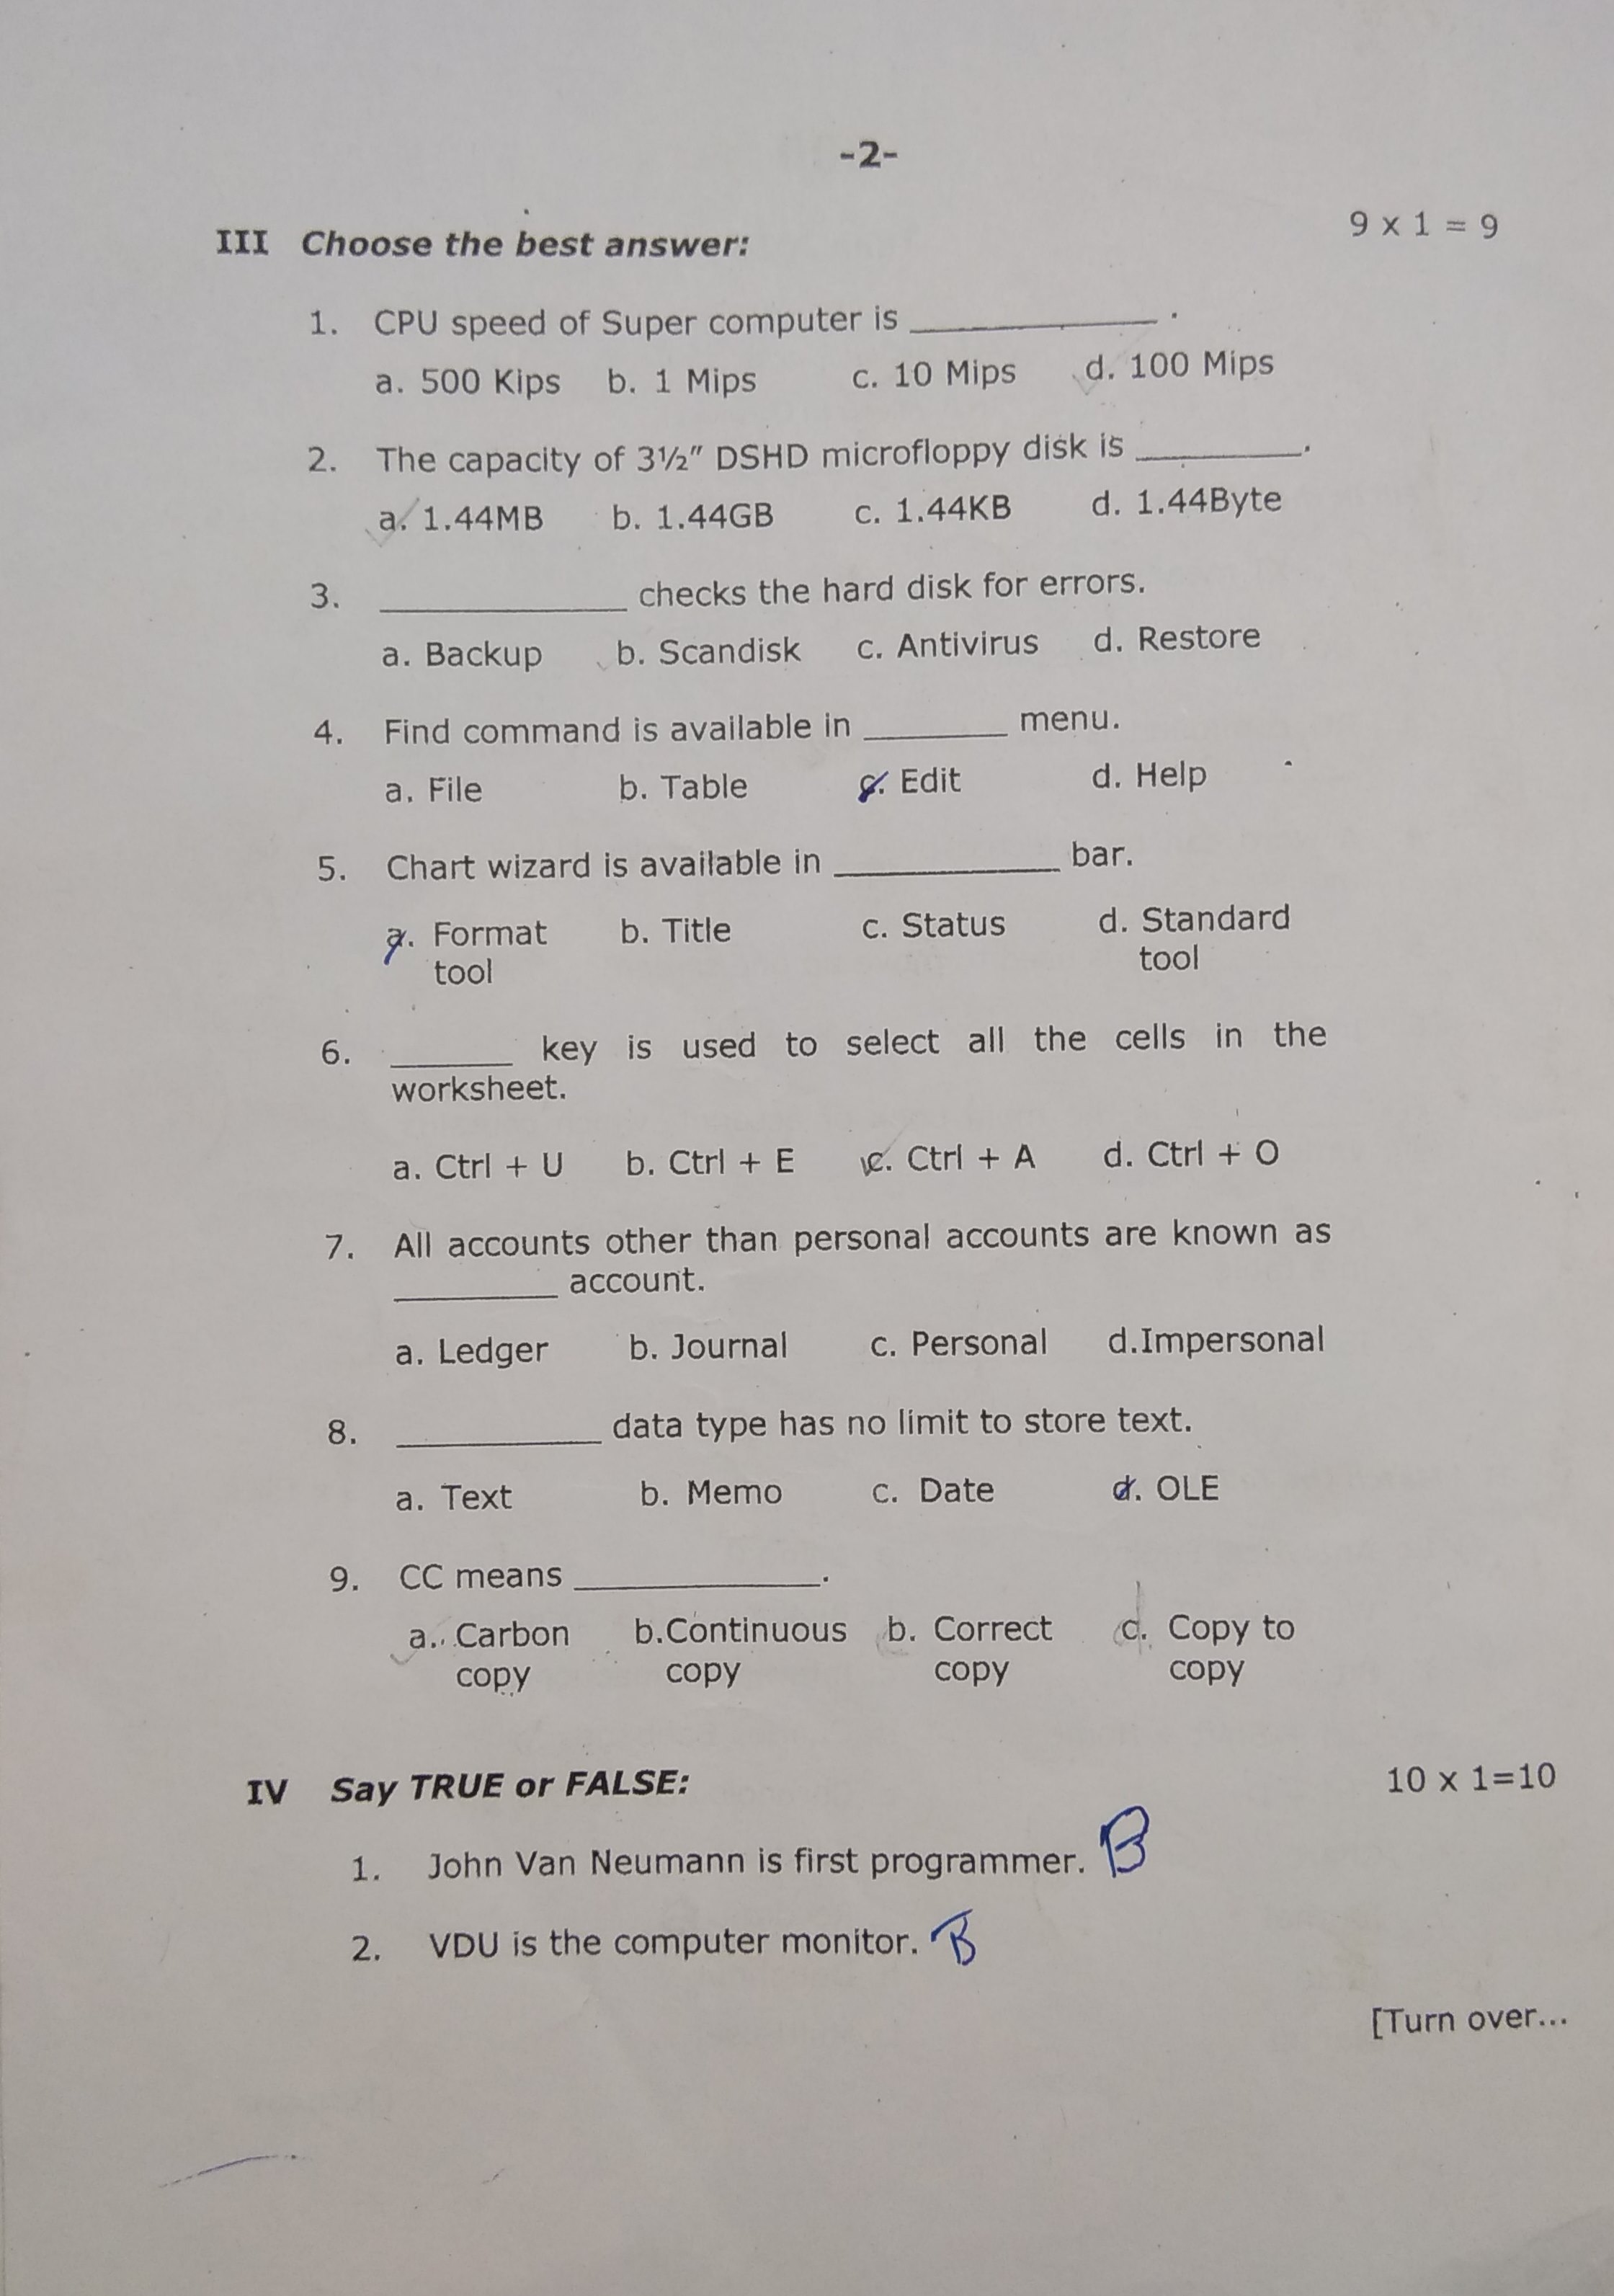 -2-
III Choose the best answer: 9 x 1 = 9
1. CPU speed of Super computer is ____________ .
a. 500 Kips b. 1 Mips c. 10 Mips d. 100 Mips
2. The capacity of 3½” DSHD microfloppy disk is ________.
a. 1.44MB b. 1.44GB c. 1.44KB d. 1.44Byte
3. ____________ checks the hard disk for errors.
a. Backup b. Scandisk c. Antivirus d. Restore
4. Find command is available in _______ menu.
a. File b. Table c. Edit d. Help
5. Chart wizard is available in ___________ bar.
a. Format b. Title c. Status d. Standard
tool tool
6. ______ key is used to select all the cells in the
worksheet.
a. Ctrl + U b. Ctrl + E c. Ctrl + A d. Ctrl + O
7. All accounts other than personal accounts are known as
________ account.
a. Ledger b. Journal c. Personal d.Impersonal
8. __________ data type has no limit to store text.
a. Text b. Memo c. Date d. OLE
9. CC means ____________.
a. Carbon b.Continuous b. Correct c. Copy to
copy copy copy copy
IV Say TRUE or FALSE: 10 x 1=10
1. John Van Neumann is first programmer. B
2. VDU is the computer monitor. B
[Turn over...